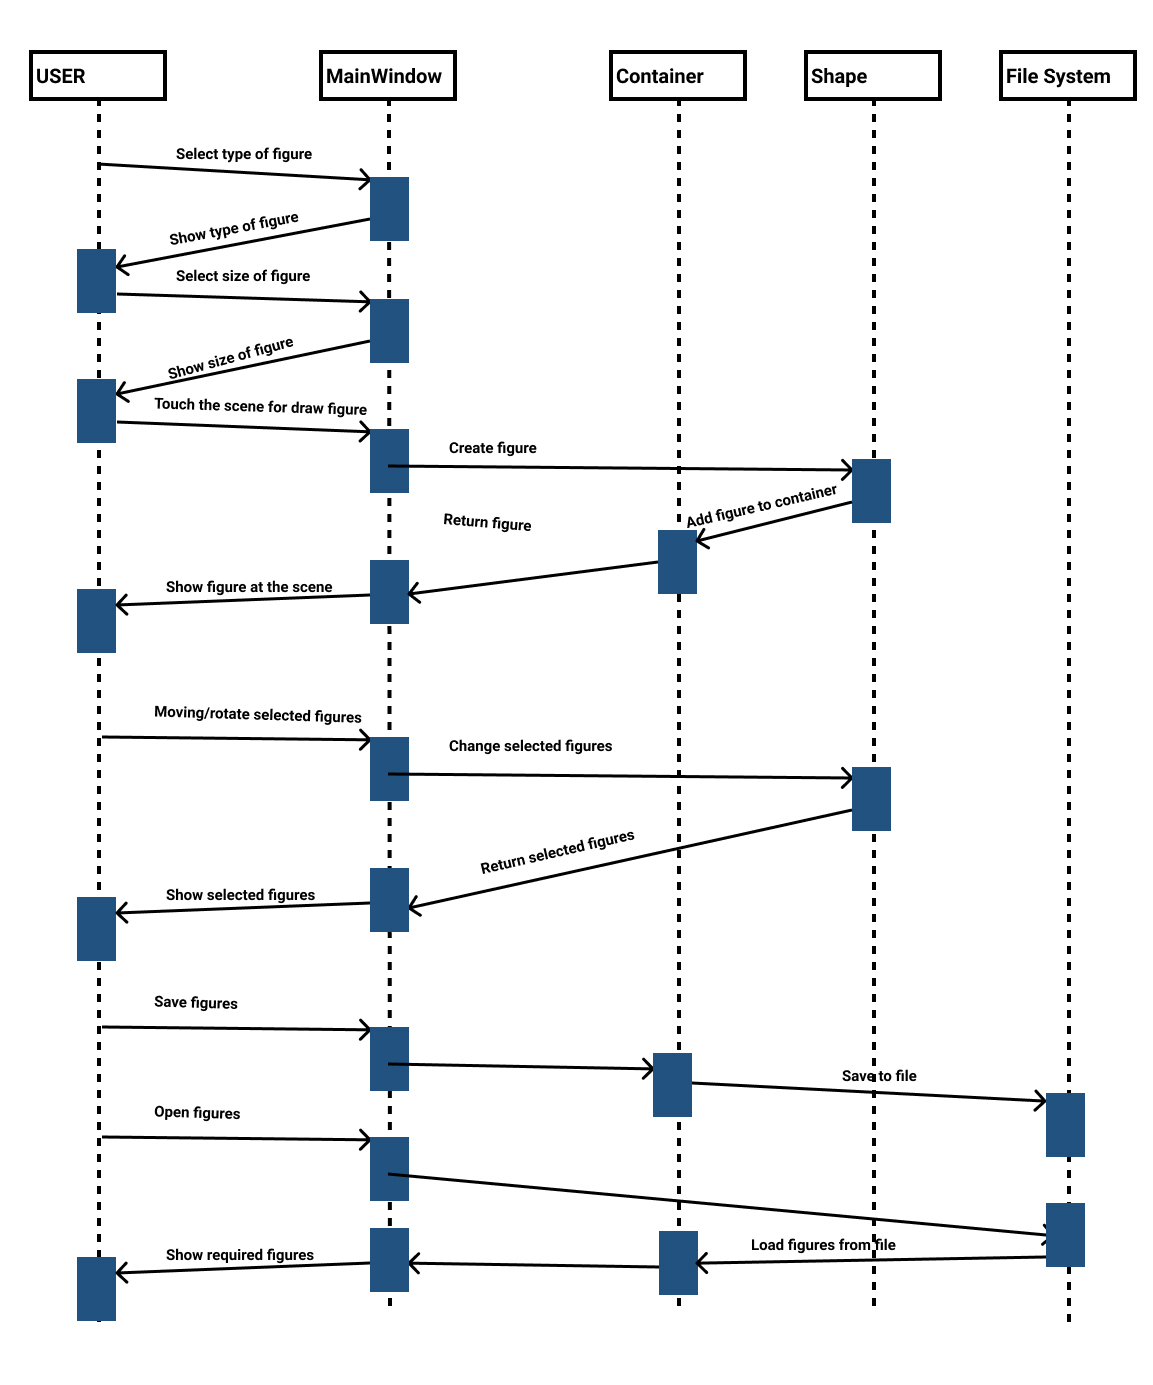 USER
MainWindow
Container
Shape
File System
Select type of figure
Show type of figure
Select size of figure
Show size of figure
Touch the scene for draw figure
Create figure
Add figure to container
Return figure
Show figure at the scene
Moving/rotate selected figures
Change selected figures
Return selected figures
Show selected figures
Save figures
Save to file
Open figures
Load figures from file
Show required figures